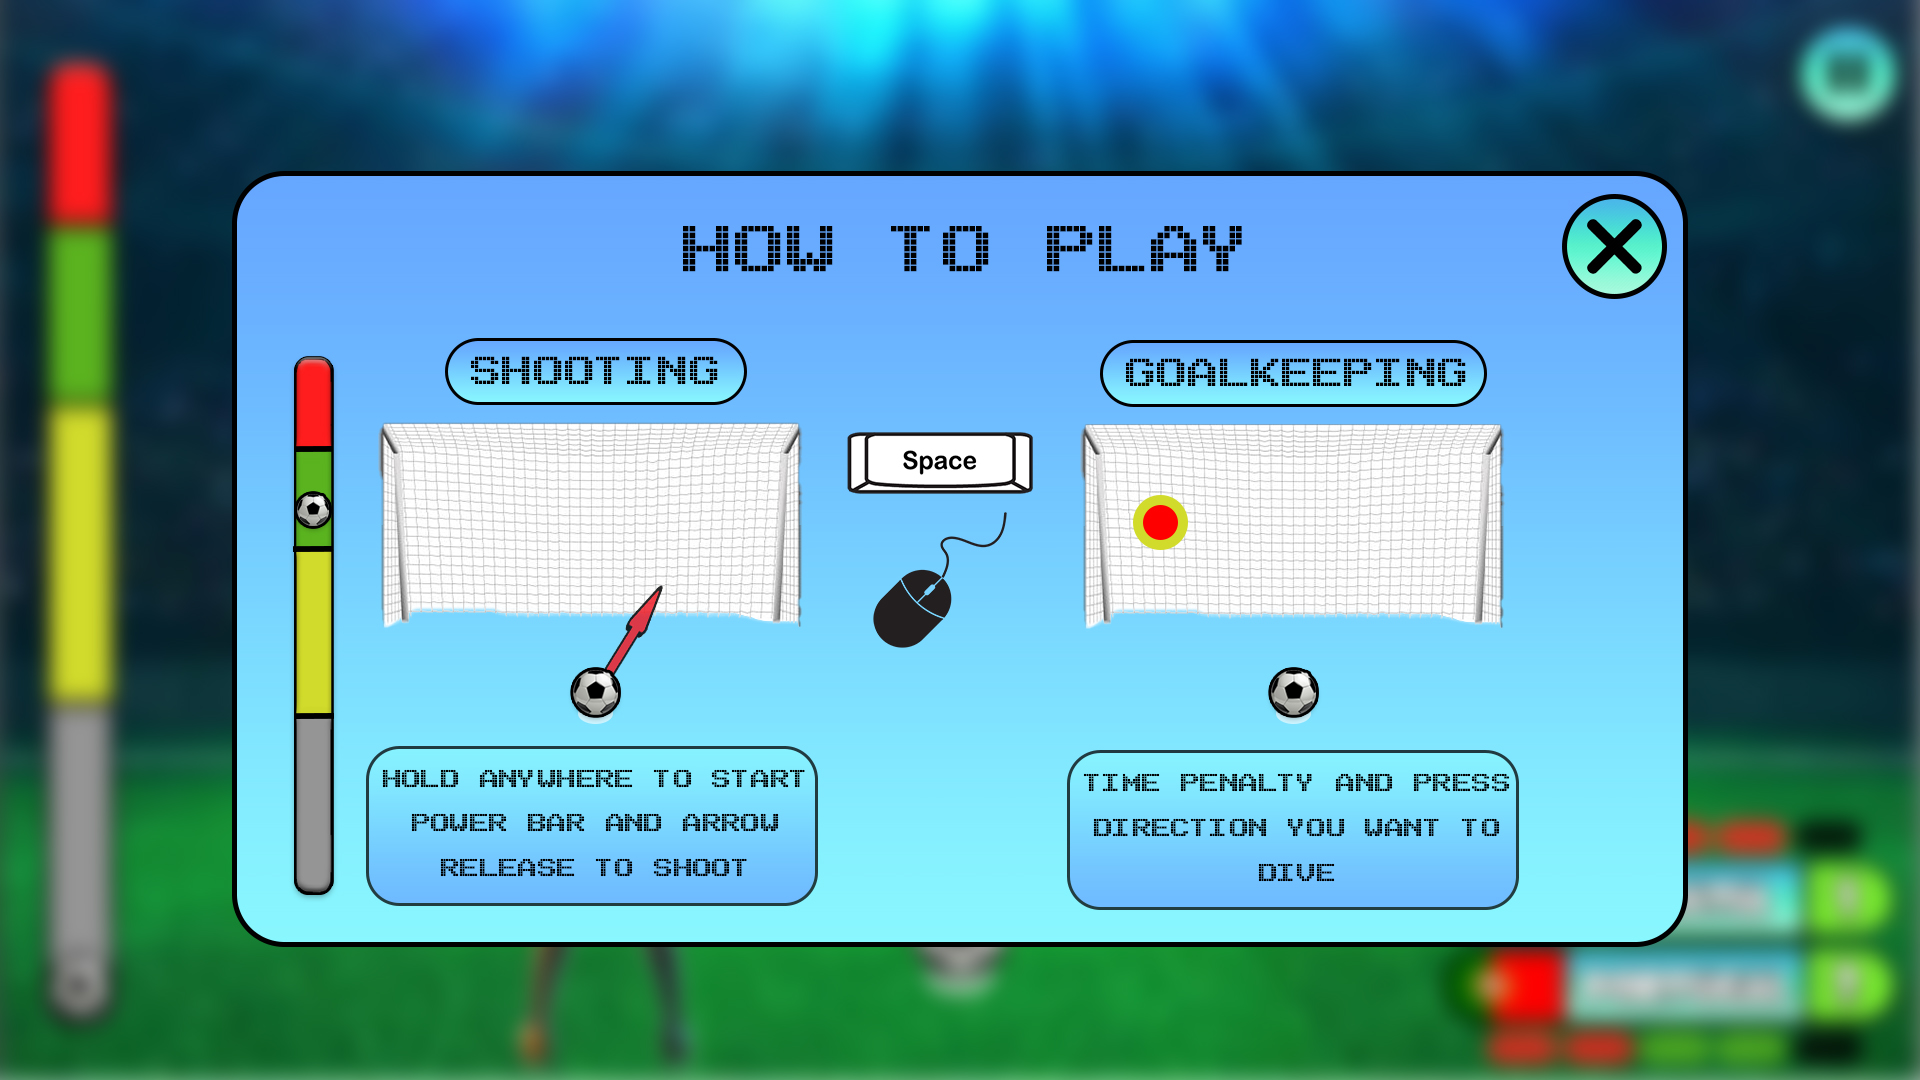 HOW TO PLAY
SHOOTING
GOALKEEPING
Space
HOLD ANYWHERE TO START
POWER BAR AND ARROW
RELEASE TO SHOOT
TIME PENALTY AND PRESS
DIRECTION YOU WANT TO
DIVE